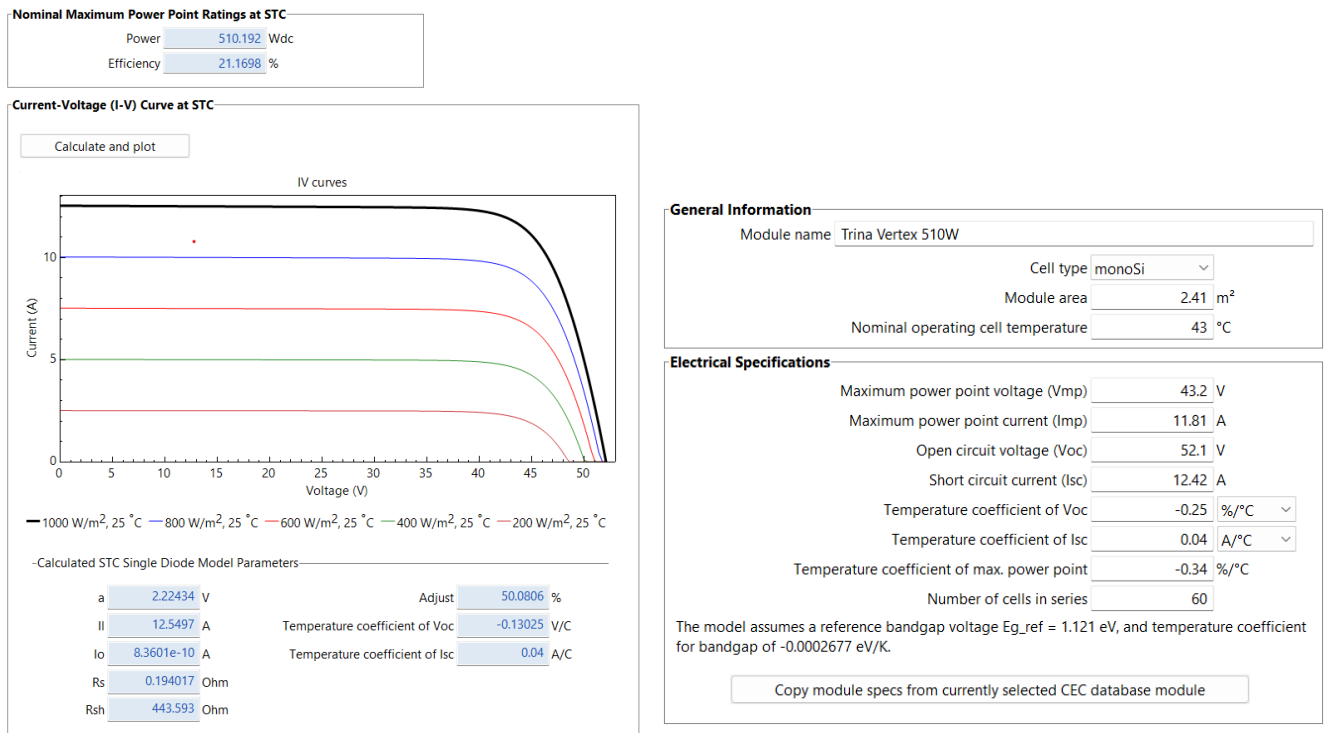 Nominal Maximum Power Point Ratings at STC
Power 510.192 Wdc
Efficiency 21.1698 %
Current-Voltage (I-V) Curve at STC
Calculate and plot
IV curves
10
5
0
Current (A)
0 5 10 15 20 25 30 35 40 45 50
Voltage (V)
1000 W/m2, 25 °C 800 W/m2, 25 °C 600 W/m2, 25 °C 400 W/m2, 25 °C 200 W/m2, 25 °C
Calculated STC Single Diode Model Parameters
a 2.22434 V Adjust 50.0806 %
Il 12.5497 A Temperature coefficient of Voc -0.13025 V/C
Io 8.3601e-10 A Temperature coefficient of Isc 0.04 A/C
Rs 0.194017 Ohm
Rsh 443.593 Ohm
General Information
Module name Trina Vertex 510W
Cell type monoSi
Module area 2.41 m²
Nominal operating cell temperature 43 °C
Electrical Specifications
Maximum power point voltage (Vmp) 43.2 V
Maximum power point current (Imp) 11.81 A
Open circuit voltage (Voc) 52.1 V
Short circuit current (Isc) 12.42 A
Temperature coefficient of Voc -0.25 %/°C
Temperature coefficient of Isc 0.04 A/°C
Temperature coefficient of max. power point -0.34 %/°C
Number of cells in series 60
The model assumes a reference bandgap voltage Eg_ref = 1.121 eV, and temperature coefficient
for bandgap of -0.0002677 eV/K.
Copy module specs from currently selected CEC database module